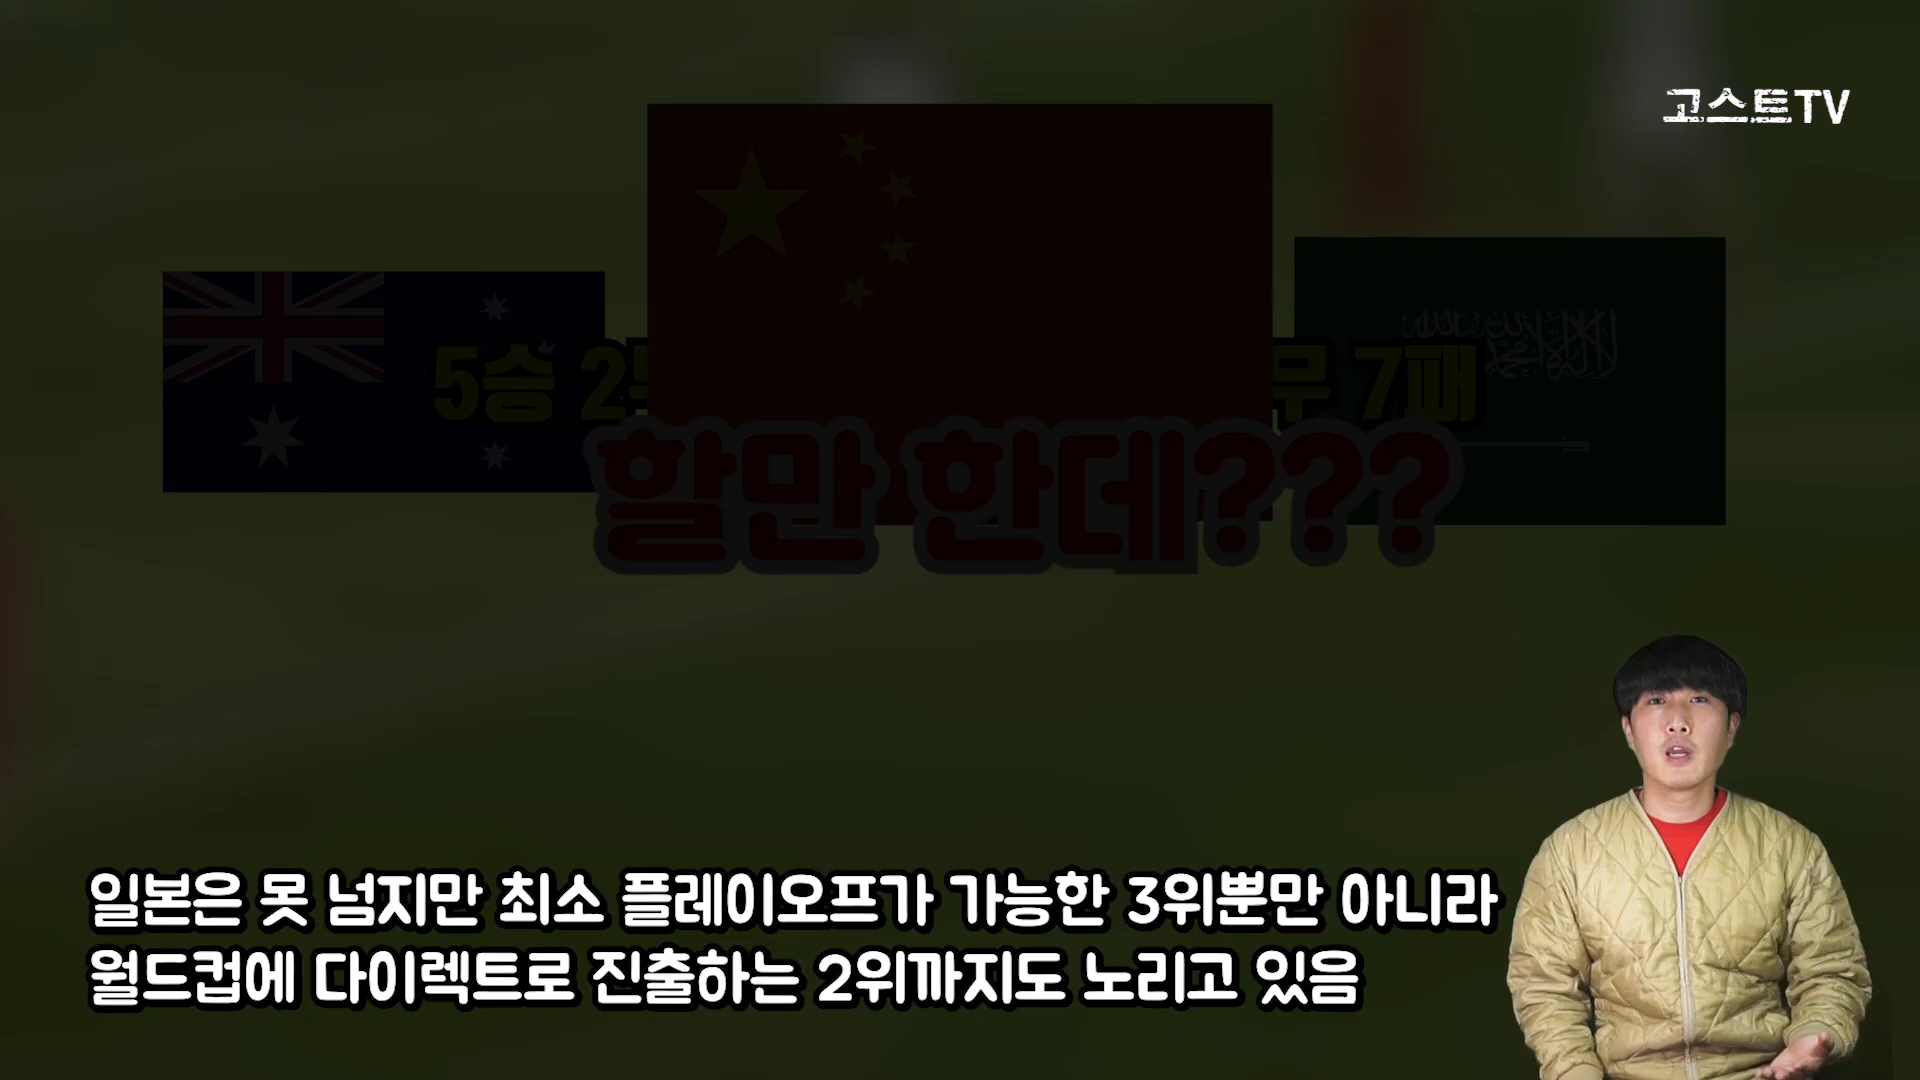 고스트TV
5승 2무 7패
할만 한데???
일본은 못 넘지만 최소 플레이오프가 가능한 3위뿐만 아니라
월드컵에 다이렉트로 진출하는 2위까지도 노리고 있음